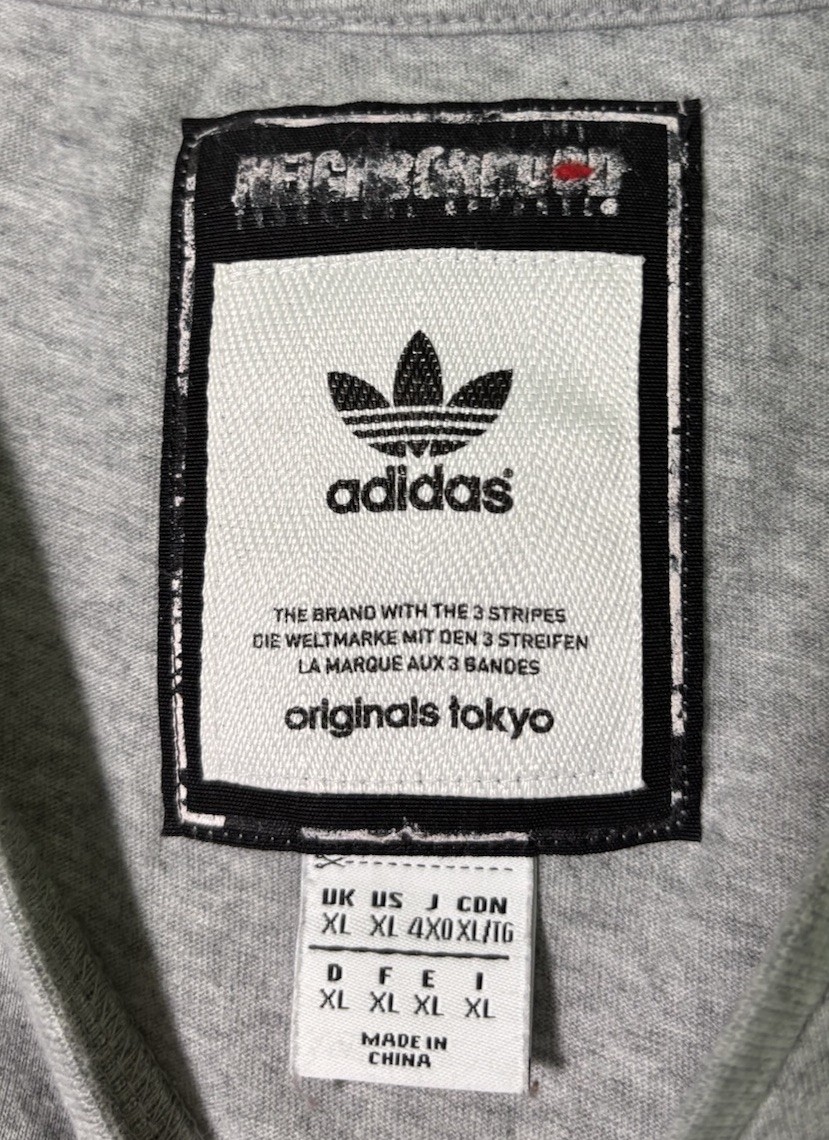 NEIGHBORHOOD
adidas®
THE BRAND WITH THE 3 STRIPES
DIE WELTMARKE MIT DEN 3 STREIFEN
LA MARQUE AUX 3 BANDES
originals tokyo
UK US J CDN
XL XL 4XO XL/TG
D F E I
XL XL XL XL
MADE IN
CHINA